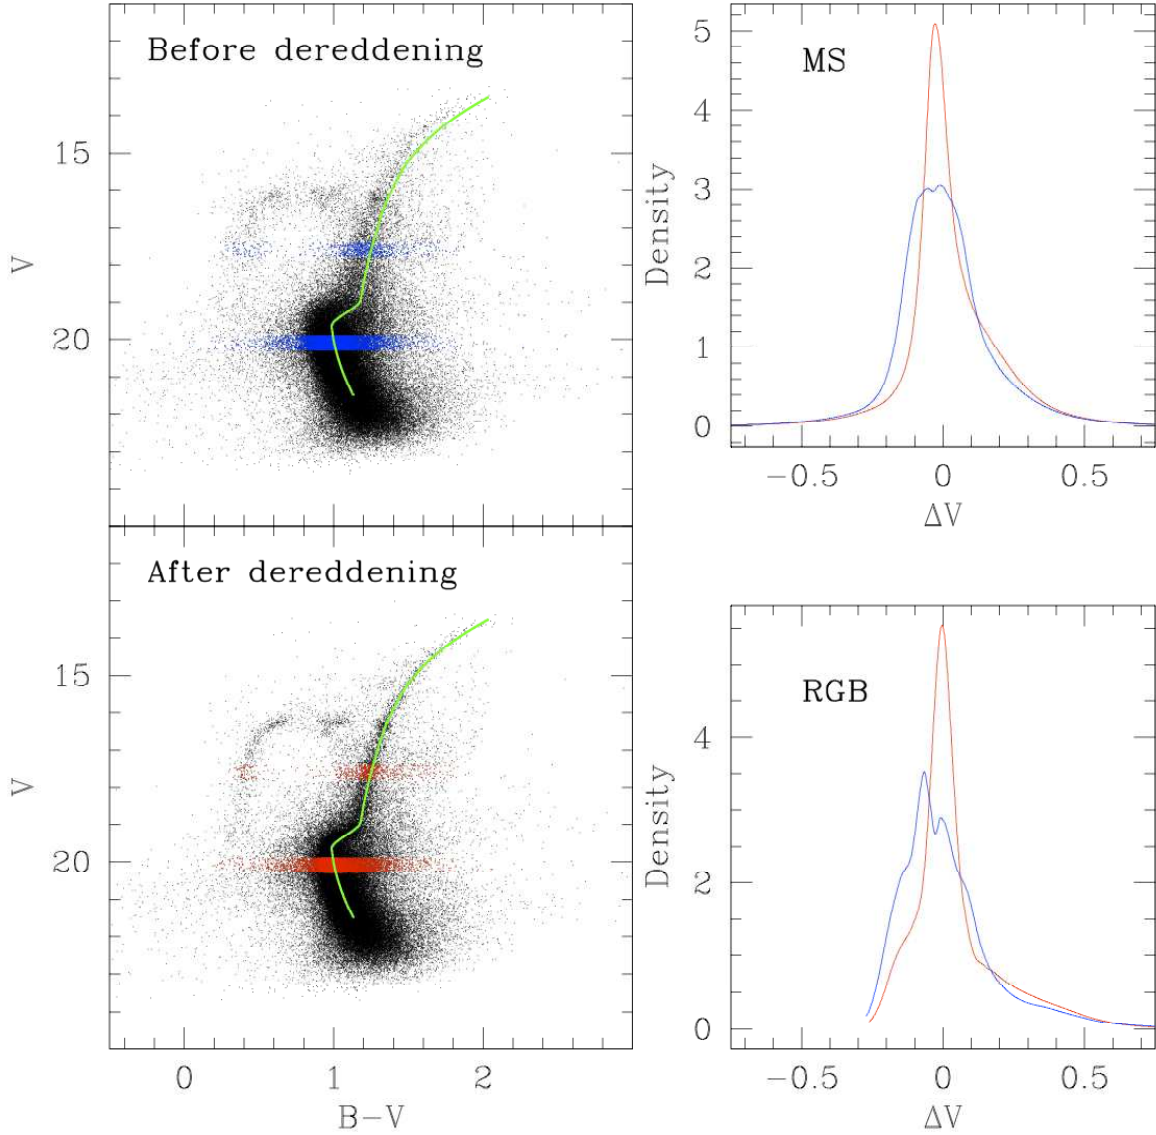 Before dereddening
15
20
V
After dereddening
15
20
V
0 1 2
B-V
MS
5
4
3
2
1
0
Density
-0.5 0 0.5
ΔV
RGB
4
2
0
Density
-0.5 0 0.5
ΔV